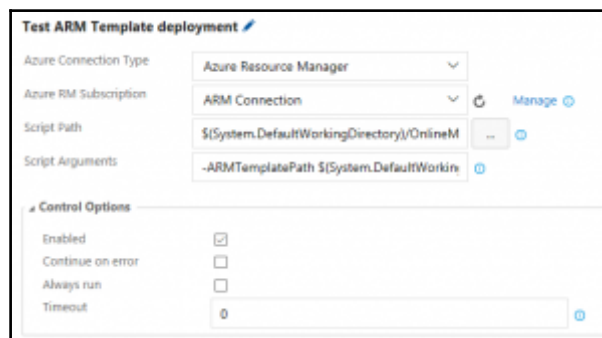 Test ARM Template deployment
Azure Connection Type Azure Resource Manager
Azure RM Subscription ARM Connection Manage
Script Path $(System.DefaultWorkingDirectory)/OnlineM ...
Script Arguments -ARMTemplatePath $(System.DefaultWorkin
Control Options
Enabled
Continue on error
Always run
Timeout 0